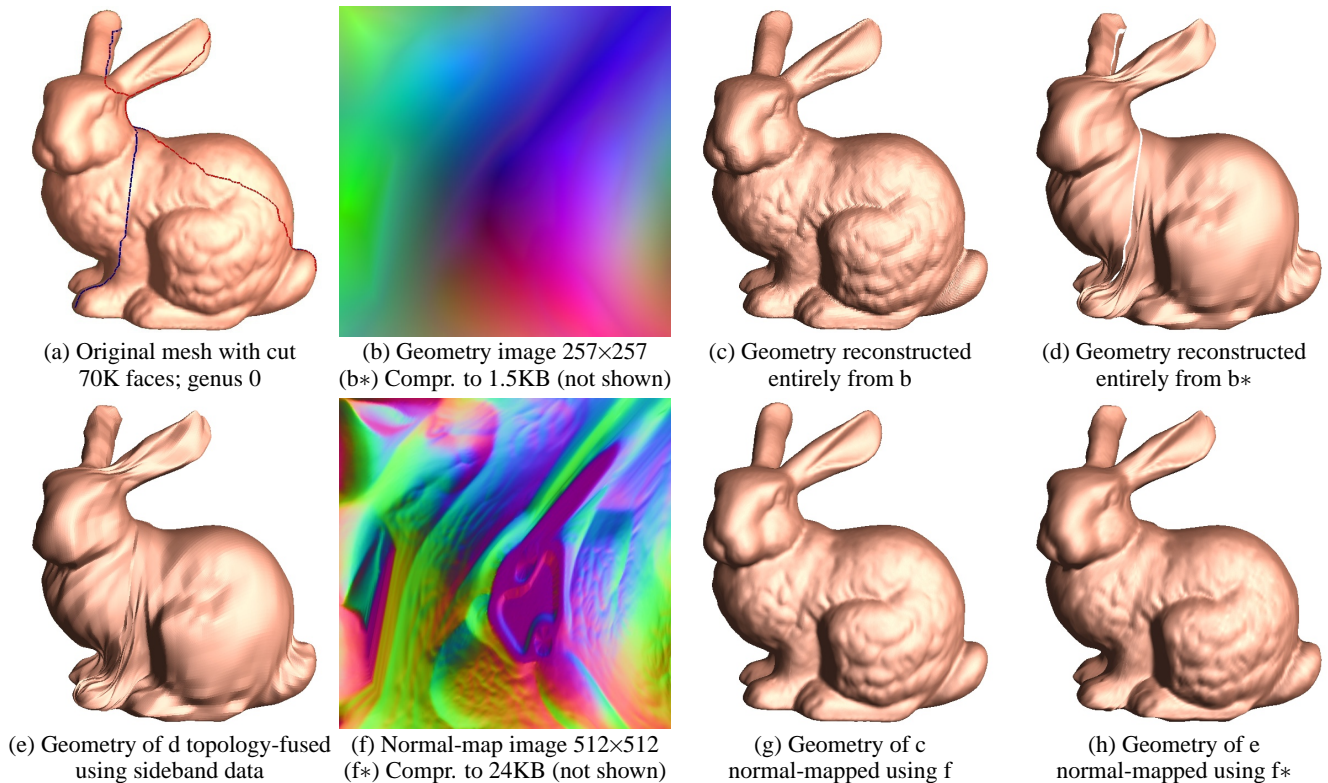 (a) Original mesh with cut
70K faces; genus 0
(b) Geometry image 257×257
(b∗) Compr. to 1.5KB (not shown)
(c) Geometry reconstructed
entirely from b
(d) Geometry reconstructed
entirely from b∗
(e) Geometry of d topology-fused
using sideband data
(f) Normal-map image 512×512
(f∗) Compr. to 24KB (not shown)
(g) Geometry of c
normal-mapped using f
(h) Geometry of e
normal-mapped using f∗